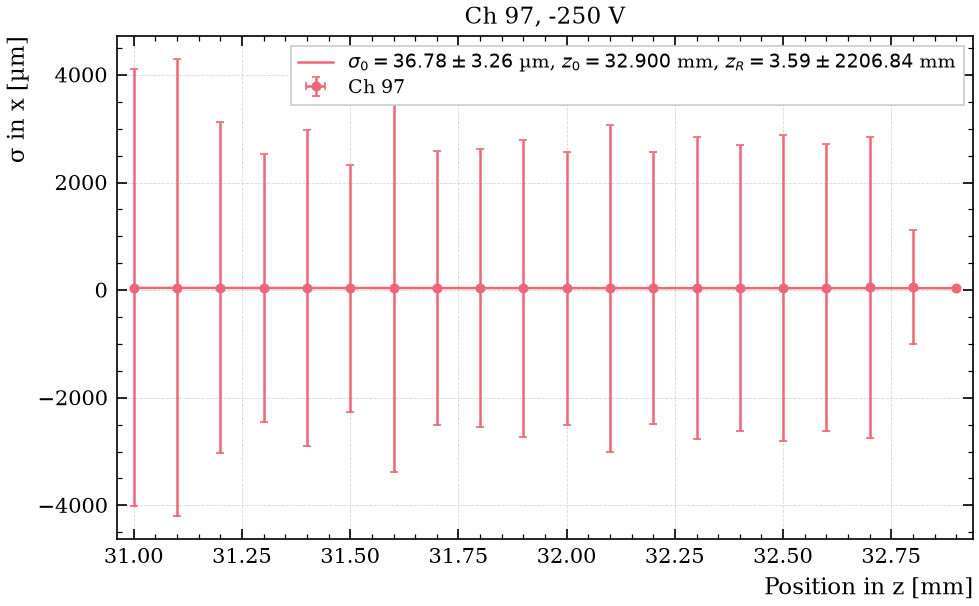 Ch 97, -250 V
σ in x [µm]
4000
2000
0
−2000
−4000
σ₀ = 36.78 ± 3.26 µm, z₀ = 32.900 mm, z_R = 3.59 ± 2206.84 mm
Ch 97
31.00 31.25 31.50 31.75 32.00 32.25 32.50 32.75
Position in z [mm]